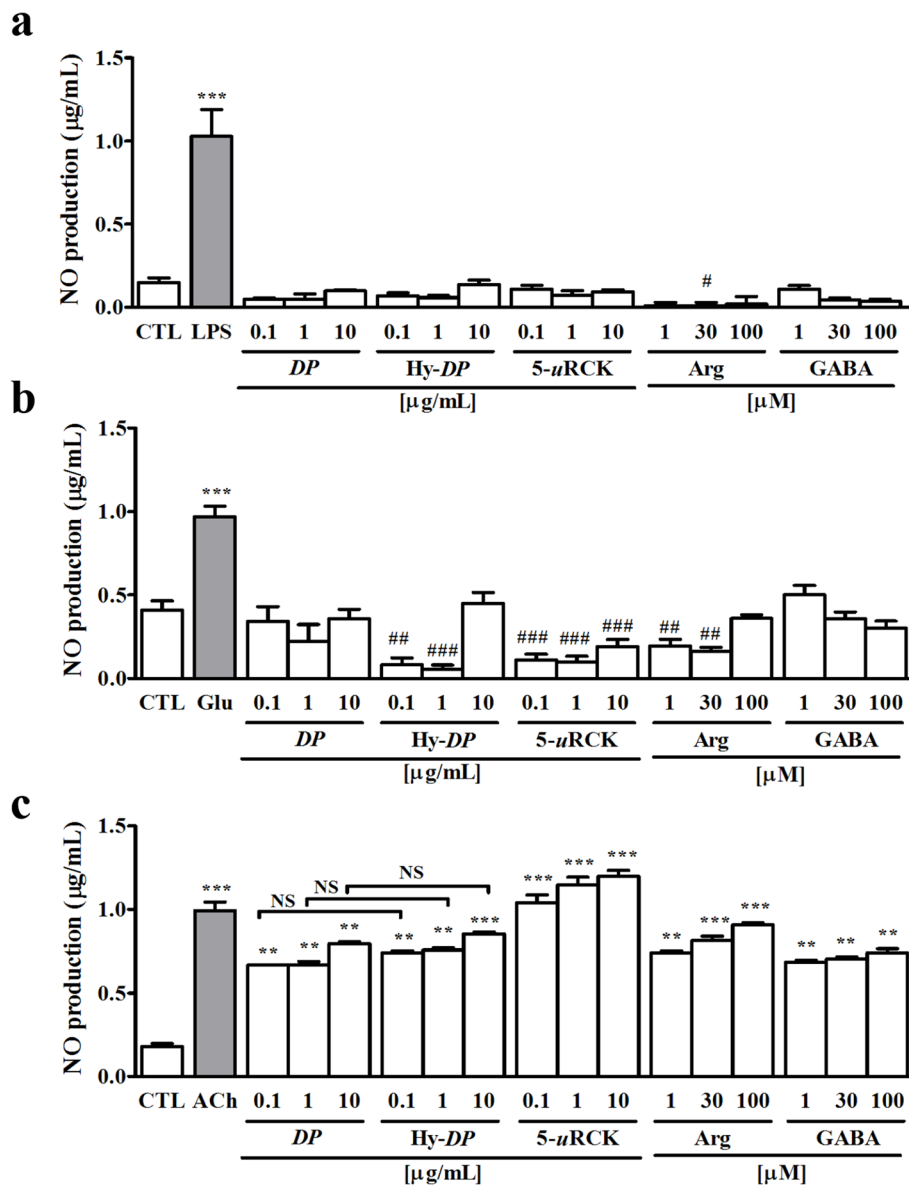 a
NO production (μg/mL)
1.5
1.0
0.5
0.0
***
#
CTL LPS 0.1 1 10 0.1 1 10 0.1 1 10 1 30 100 1 30 100
DP Hy-DP 5-uRCK Arg GABA
[μg/mL] [μM]
b
NO production (μg/mL)
1.5
1.0
0.5
0.0
***
## ### ### ### ### ## ##
CTL Glu 0.1 1 10 0.1 1 10 0.1 1 10 1 30 100 1 30 100
DP Hy-DP 5-uRCK Arg GABA
[μg/mL] [μM]
c
NO production (μg/mL)
1.5
1.0
0.5
0.0
NS NS NS
*** ** ** ** ** ** *** *** *** *** ** *** *** ** ** **
CTL ACh 0.1 1 10 0.1 1 10 0.1 1 10 1 30 100 1 30 100
DP Hy-DP 5-uRCK Arg GABA
[μg/mL] [μM]